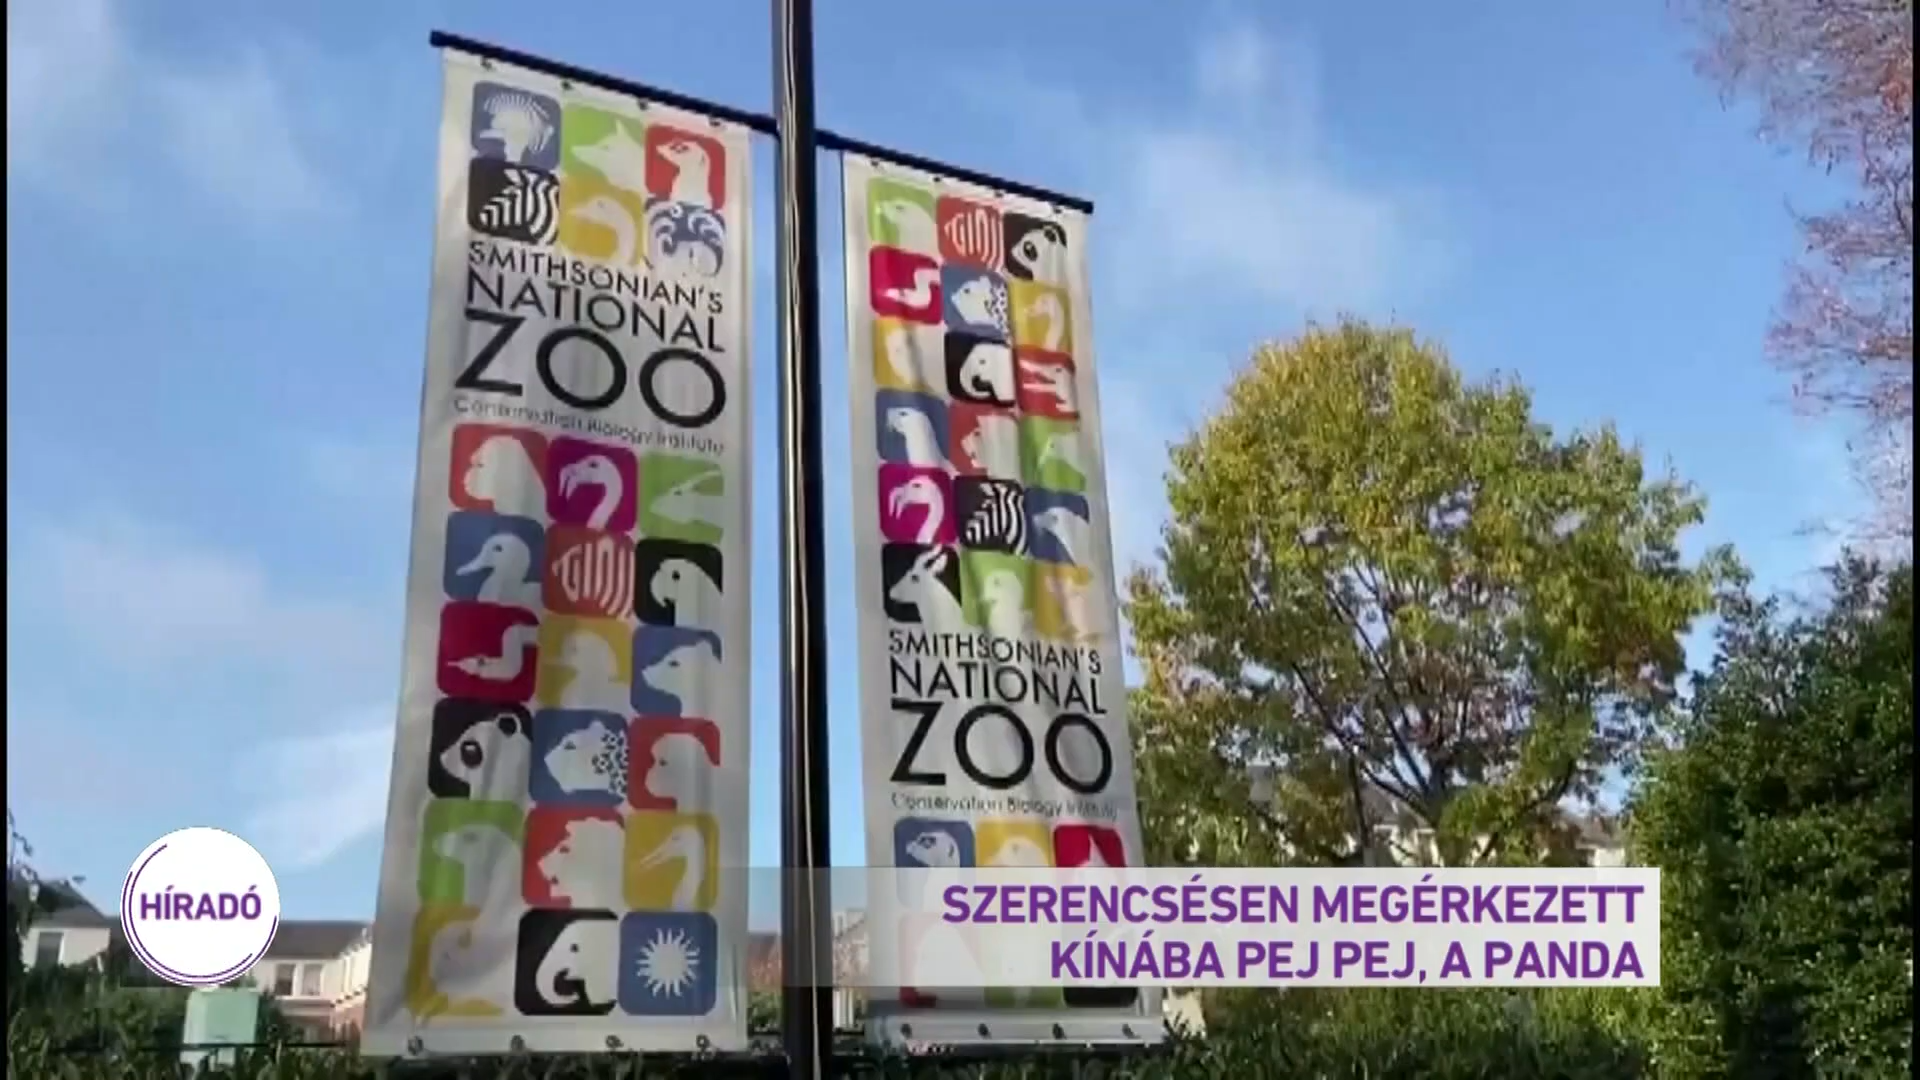 SMITHSONIAN'S
NATIONAL
ZOO
Conservation Biology Institute
SMITHSONIAN'S
NATIONAL
ZOO
Conservation Biology Institute
HÍRADÓ
SZERENCSÉSEN MEGÉRKEZETT
KÍNÁBA PEJ PEJ, A PANDA